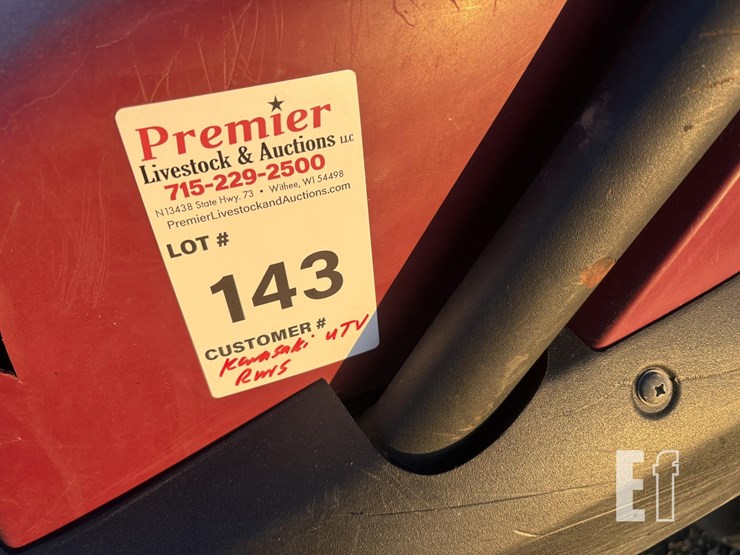 Premier
Livestock & Auctions LLC
715-229-2500
N13438 State Hwy. 73 • Withee, WI 54498
PremierLivestockandAuctions.com
LOT #
143
CUSTOMER #
Kawasaki UTV
Runs
Ef